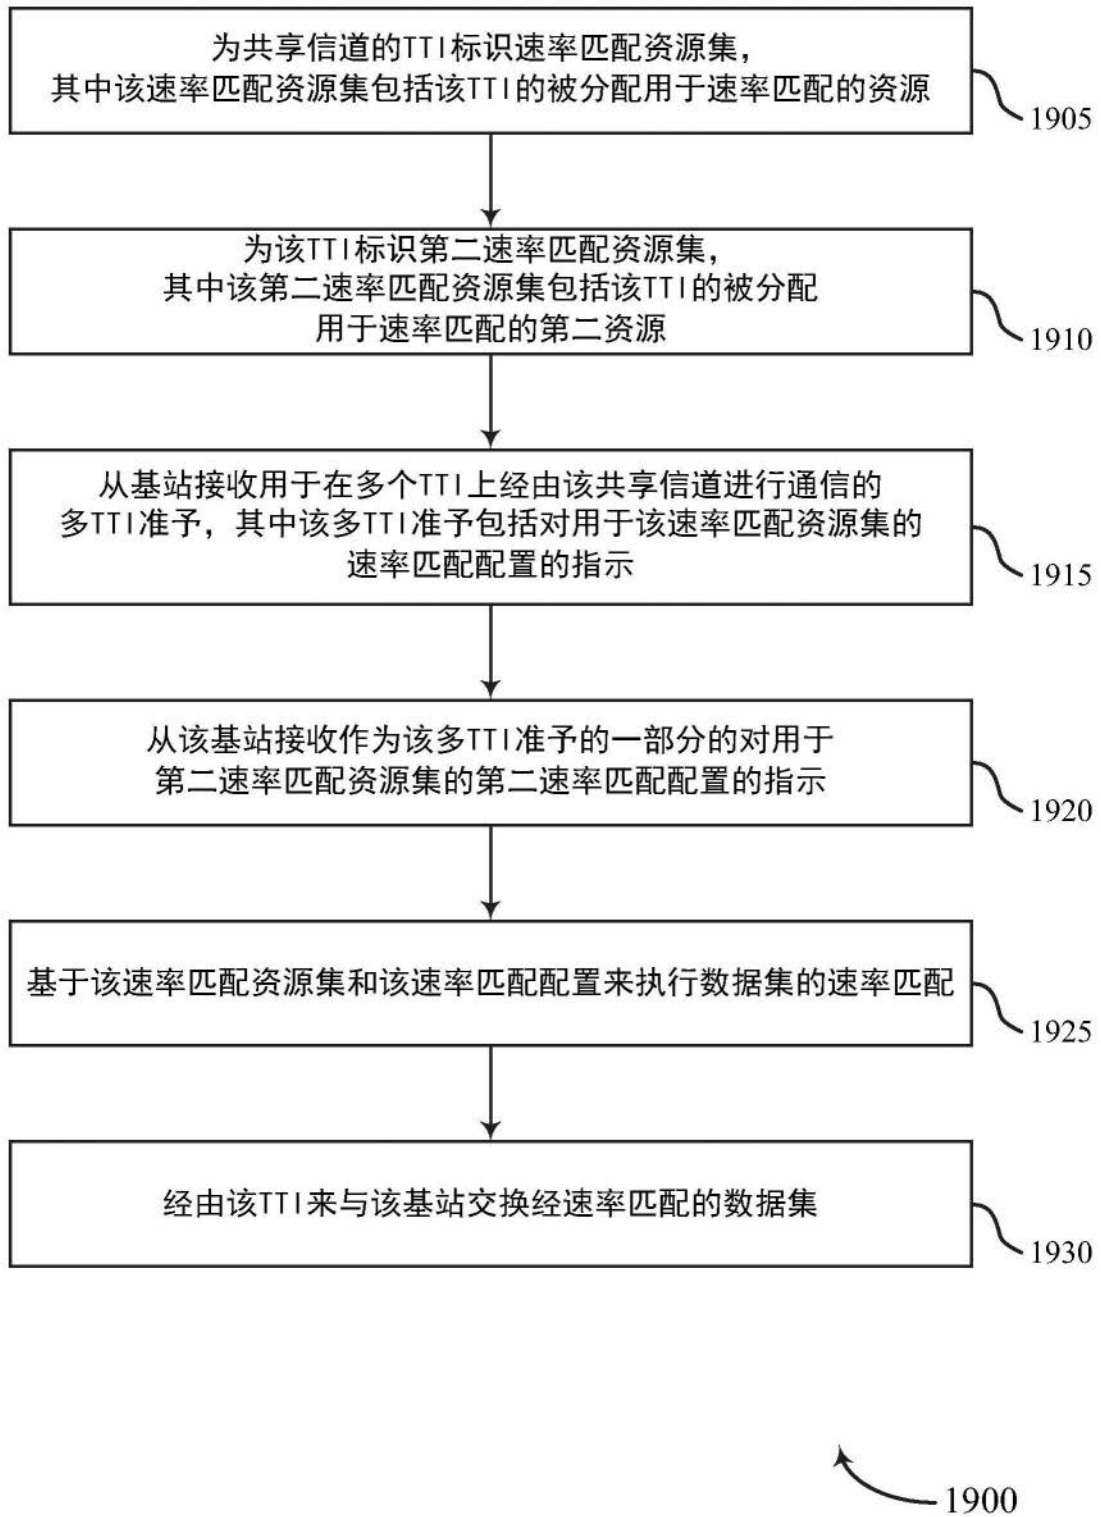 为共享信道的TTI标识速率匹配资源集，
其中该速率匹配资源集包括该TTI的被分配用于速率匹配的资源
1905
为该TTI标识第二速率匹配资源集，
其中该第二速率匹配资源集包括该TTI的被分配
用于速率匹配的第二资源
1910
从基站接收用于在多个TTI上经由该共享信道进行通信的
多TTI准予，其中该多TTI准予包括对用于该速率匹配资源集的
速率匹配配置的指示
1915
从该基站接收作为该多TTI准予的一部分的对用于
第二速率匹配资源集的第二速率匹配配置的指示
1920
基于该速率匹配资源集和该速率匹配配置来执行数据集的速率匹配
1925
经由该TTI来与该基站交换经速率匹配的数据集
1930
1900